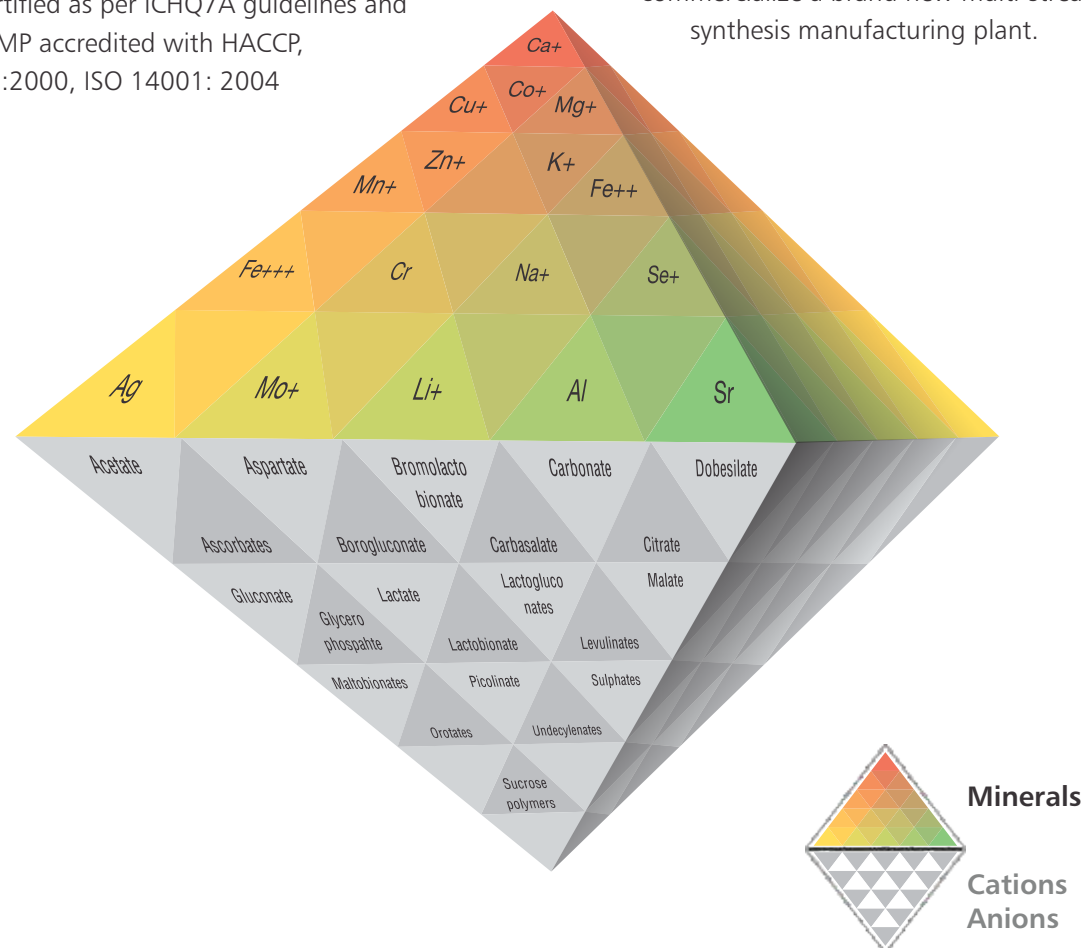 rtified as per ICHQ7A guidelines and
MP accredited with HACCP,
:2000, ISO 14001: 2004
synthesis manufacturing plant.
Ca+
Co+
Cu+
Mg+
Zn+
K+
Mn+
Fe++
Fe+++
Cr
Na+
Se+
Ag
Mo+
Li+
Al
Sr
Acetate
Aspartate
Bromolacto
bionate
Carbonate
Dobesilate
Ascorbates
Borogluconate
Carbasalate
Citrate
Gluconate
Lactate
Lactogluco
nates
Malate
Glycero
phospahte
Lactobionate
Levulinates
Maltobionates
Picolinate
Sulphates
Orotates
Undecylenates
Sucrose
polymers
Minerals
Cations
Anions